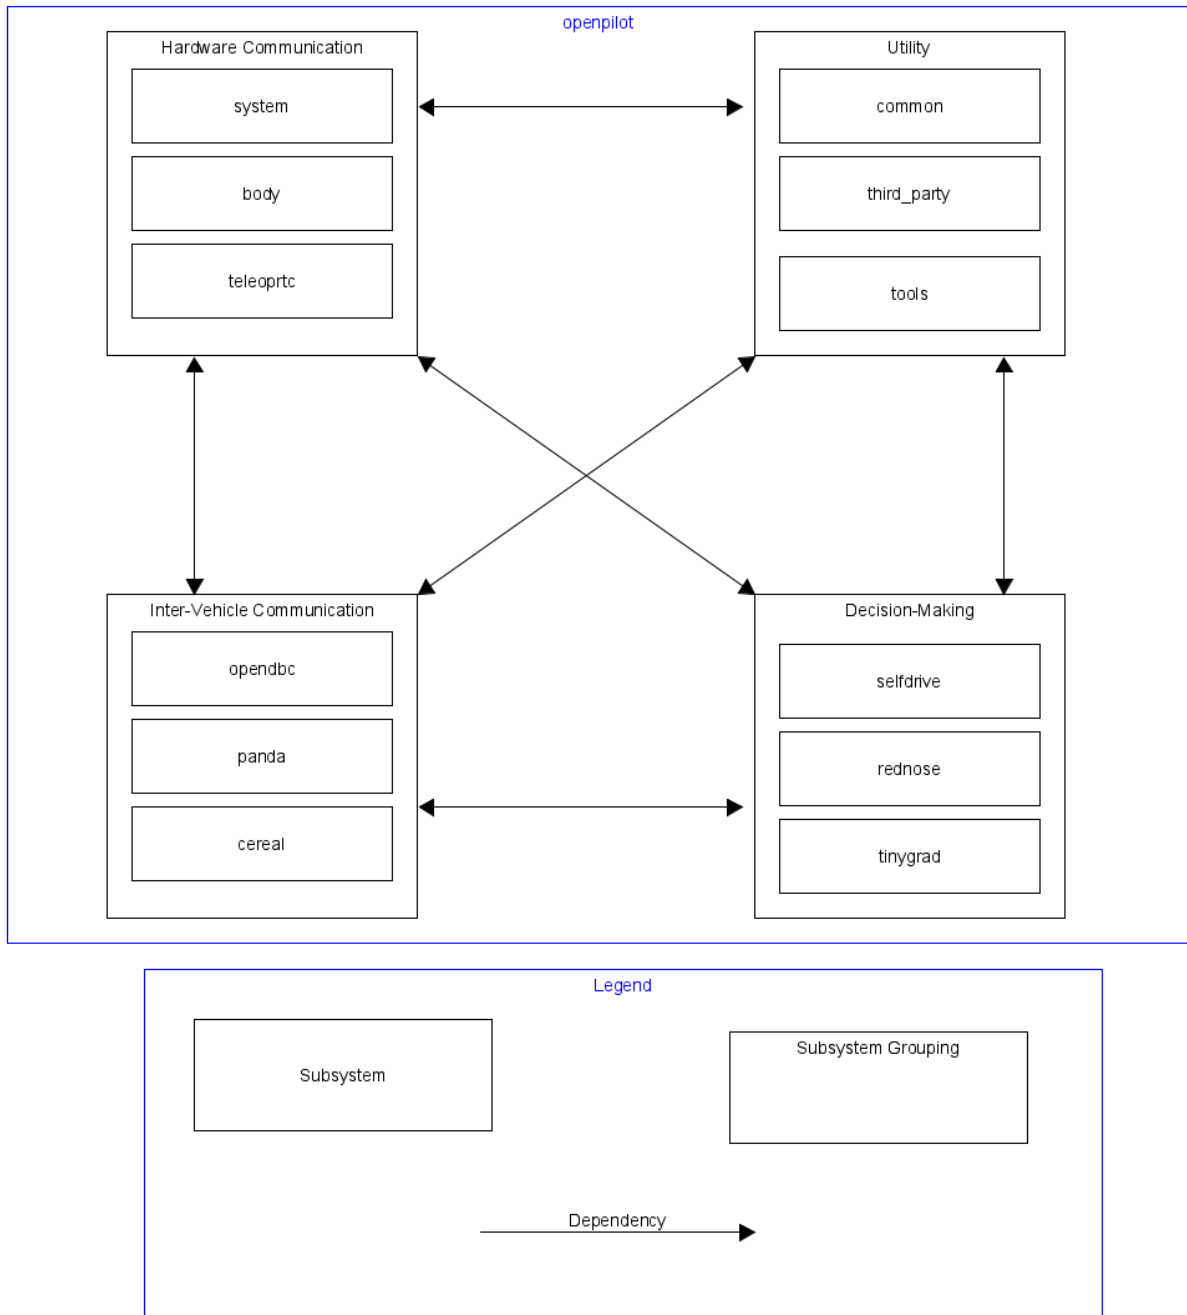 openpilot
Hardware Communication
system
body
teleoprtc
Utility
common
third_party
tools
Inter-Vehicle Communication
opendbc
panda
cereal
Decision-Making
selfdrive
rednose
tinygrad
Legend
Subsystem
Subsystem Grouping
Dependency